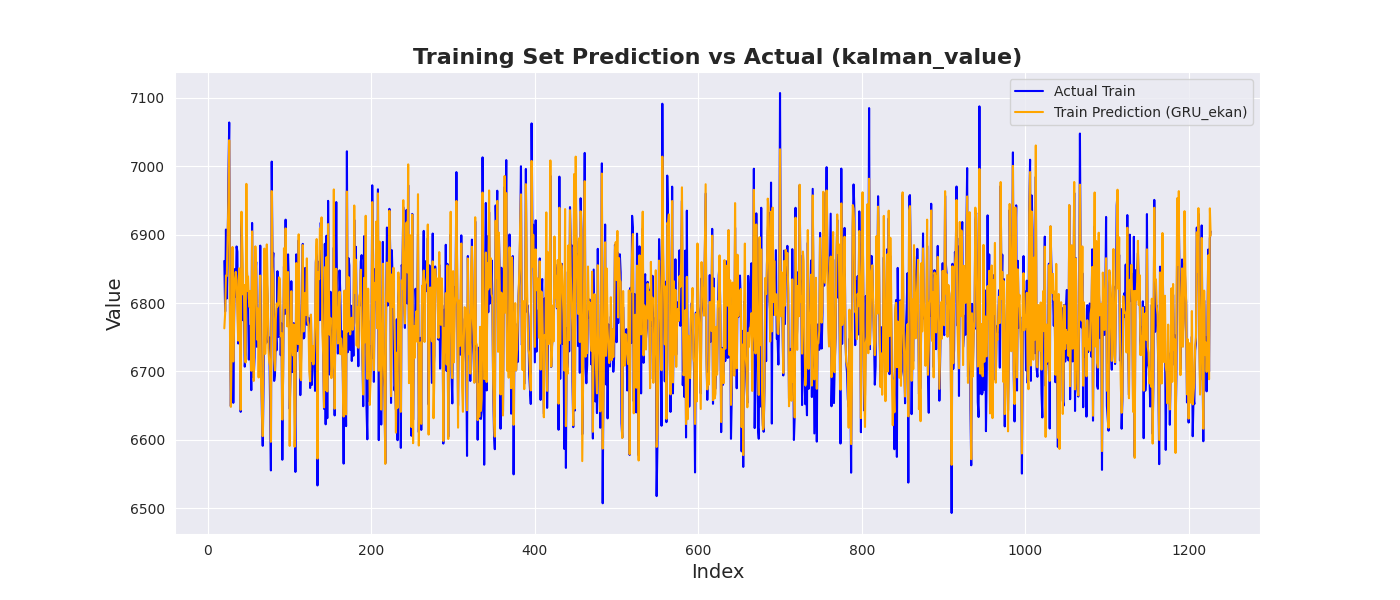 Training Set Prediction vs Actual (kalman_value)
Actual Train
Train Prediction (GRU_ekan)
Value
7100
7000
6900
6800
6700
6600
6500
0 200 400 600 800 1000 1200
Index